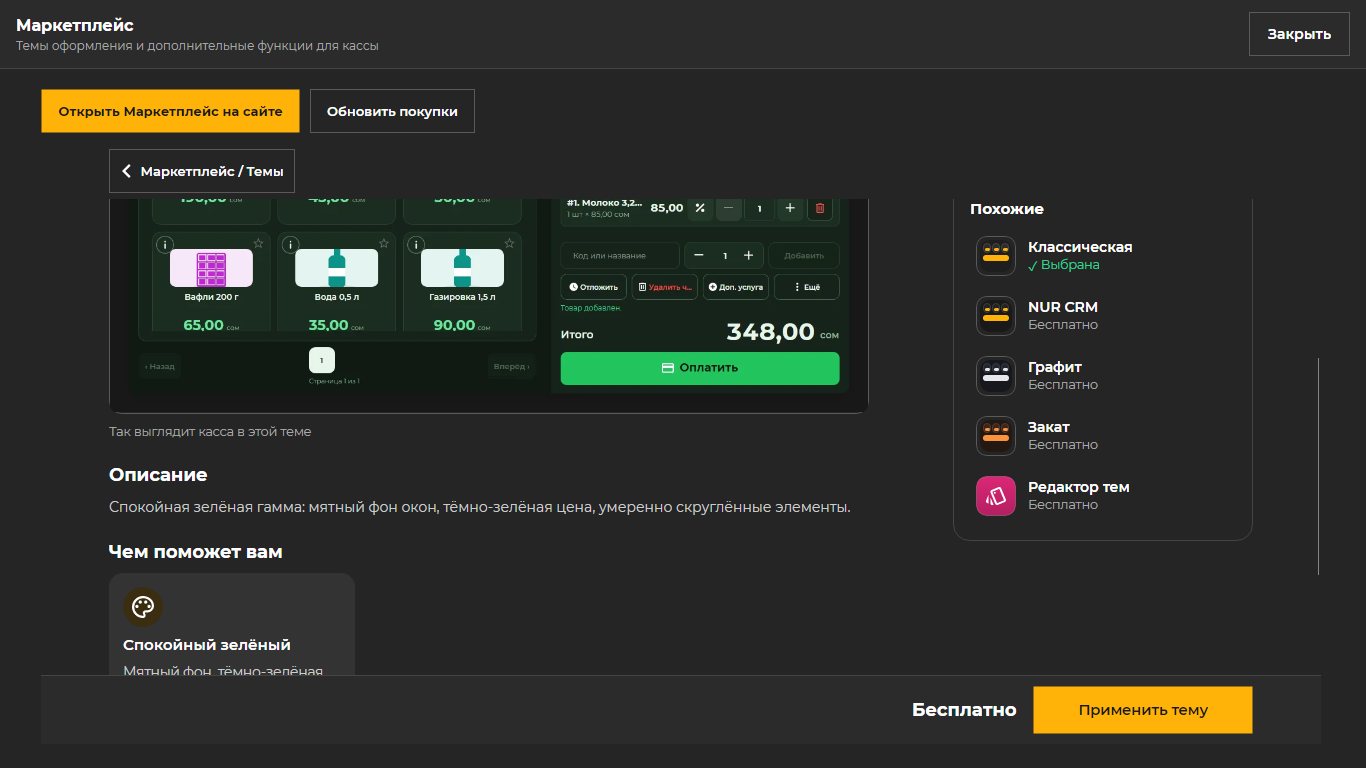 Маркетплейс
Темы оформления и дополнительные функции для кассы
Закрыть
Открыть Маркетплейс на сайте
Обновить покупки
Маркетплейс / Темы
сом
сом
сом
Вафли 200 г
65,00 сом
Вода 0,5 л
35,00 сом
Газировка 1,5 л
90,00 сом
‹ Назад
1
Страница 1 из 1
Вперёд ›
#1. Молоко 3,2...
1 шт × 85,00 сом
85,00
%
− 1 +
Код или название
− 1 +
Добавить
Отложить
Удалить ч...
Доп. услуга
Ещё
Товар добавлен.
Итого
348,00 сом
Оплатить
Так выглядит касса в этой теме
Описание
Спокойная зелёная гамма: мятный фон окон, тёмно-зелёная цена, умеренно скруглённые элементы.
Чем поможет вам
Спокойный зелёный
Мятный фон, тёмно-зелёная
Похожие
Классическая
✓ Выбрана
NUR CRM
Бесплатно
Графит
Бесплатно
Закат
Бесплатно
Редактор тем
Бесплатно
Бесплатно
Применить тему